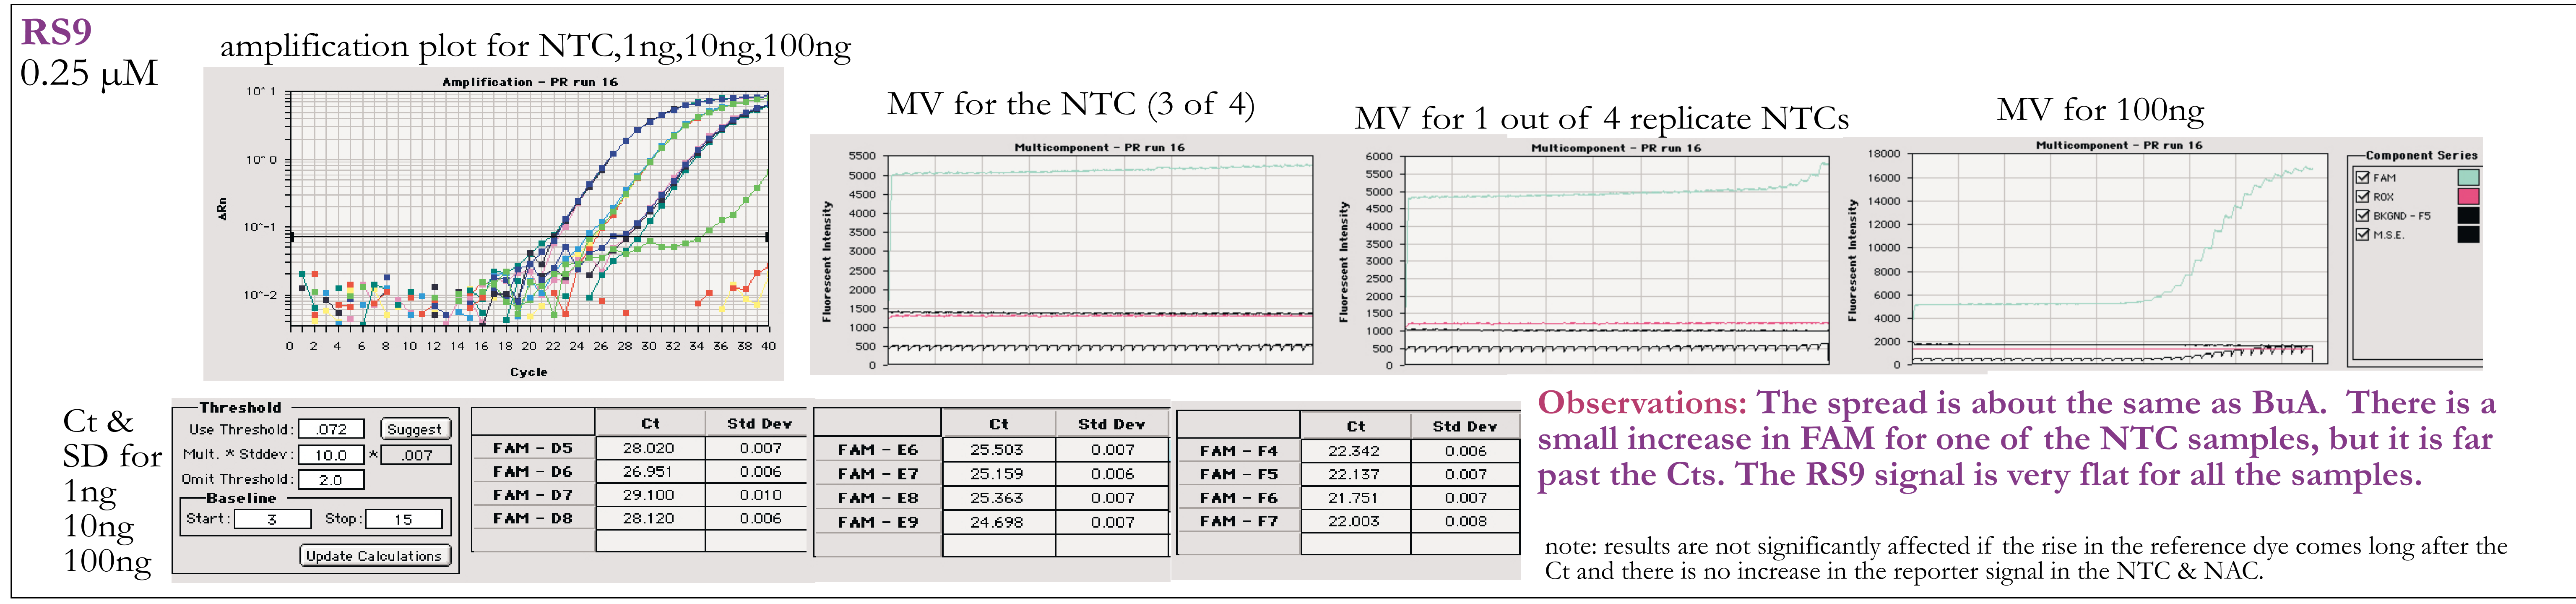 RS9
0.25 µM
amplification plot for NTC,1ng,10ng,100ng
Amplification - PR run 16
10^ 1
10^ 0
10^-1
10^-2
ΔRn
0 2 4 6 8 10 12 14 16 18 20 22 24 26 28 30 32 34 36 38 40
Cycle
MV for the NTC (3 of 4)
Multicomponent - PR run 16
Fluorescent Intensity
5500
5000
4500
4000
3500
3000
2500
2000
1500
1000
500
0
MV for 1 out of 4 replicate NTCs
Multicomponent - PR run 16
Fluorescent Intensity
6000
5500
5000
4500
4000
3500
3000
2500
2000
1500
1000
500
0
MV for 100ng
Multicomponent - PR run 16
Fluorescent Intensity
18000
16000
14000
12000
10000
8000
6000
4000
2000
0
Component Series
FAM
ROX
BKGND - F5
M.S.E.
Ct &
SD for
1ng
10ng
100ng
Threshold
Use Threshold: .072 Suggest
Mult. * Stddev: 10.0 * .007
Omit Threshold: 2.0
Baseline
Start: 3 Stop: 15
Update Calculations
Ct Std Dev
FAM - D5 28.020 0.007
FAM - D6 26.951 0.006
FAM - D7 29.100 0.010
FAM - D8 28.120 0.006
Ct Std Dev
FAM - E6 25.503 0.007
FAM - E7 25.159 0.006
FAM - E8 25.363 0.007
FAM - E9 24.698 0.007
Ct Std Dev
FAM - F4 22.342 0.006
FAM - F5 22.137 0.007
FAM - F6 21.751 0.007
FAM - F7 22.003 0.008
Observations: The spread is about the same as BuA. There is a
small increase in FAM for one of the NTC samples, but it is far
past the Cts. The RS9 signal is very flat for all the samples.
note: results are not significantly affected if the rise in the reference dye comes long after the
Ct and there is no increase in the reporter signal in the NTC & NAC.